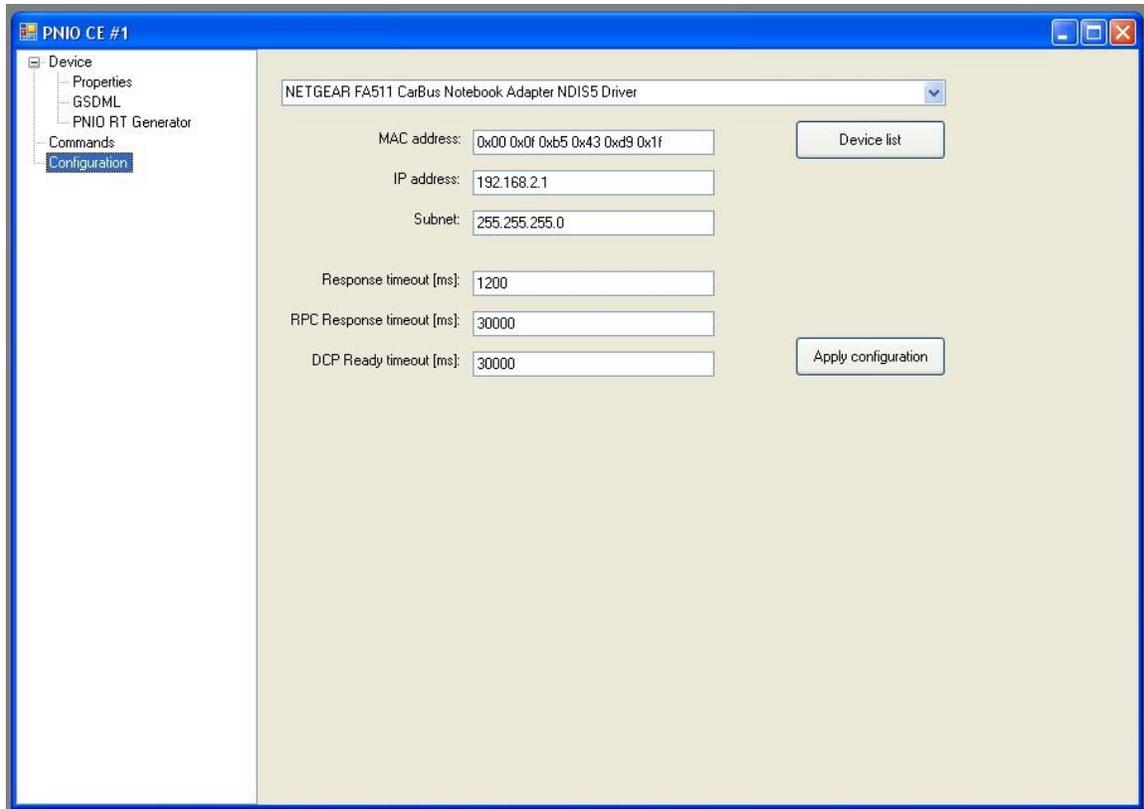 PNIO CE #1
Device
Properties
GSDML
PNIO RT Generator
Commands
Configuration
NETGEAR FA511 CarBus Notebook Adapter NDIS5 Driver
MAC address: 0x00 0x0f 0xb5 0x43 0xd9 0x1f
Device list
IP address: 192.168.2.1
Subnet: 255.255.255.0
Response timeout [ms]: 1200
RPC Response timeout [ms]: 30000
DCP Ready timeout [ms]: 30000
Apply configuration